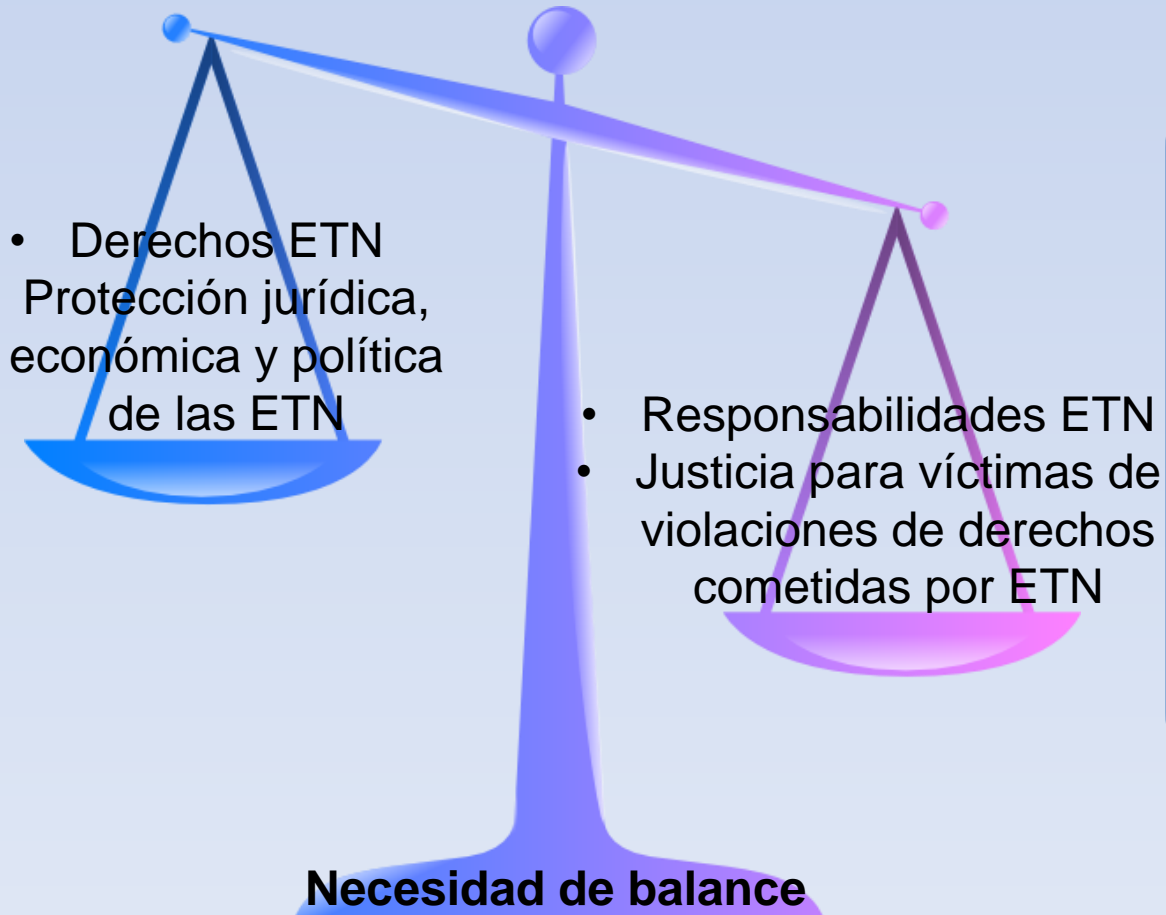 • Derechos ETN
Protección jurídica,
económica y política
de las ETN
• Responsabilidades ETN
• Justicia para víctimas de
violaciones de derechos
cometidas por ETN
Necesidad de balance